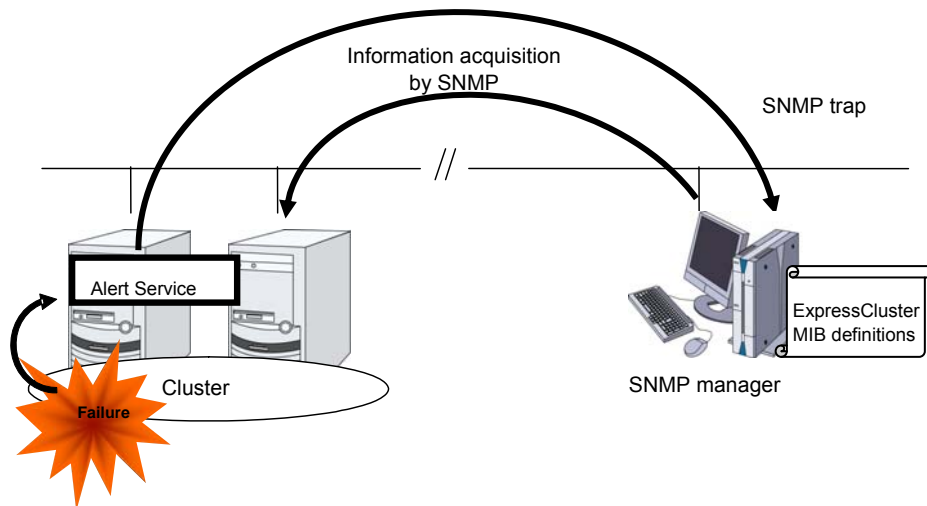 Information acquisition
by SNMP
SNMP trap
Alert Service
ExpressCluster
MIB definitions
Cluster
SNMP manager
Failure